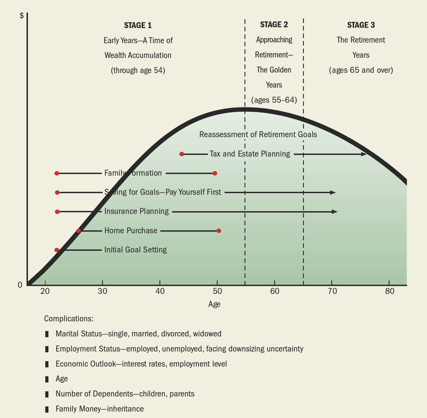 $
STAGE 1
Early Years—A Time of
Wealth Accumulation
(through age 54)
STAGE 2
Approaching
Retirement—
The Golden
Years
(ages 55–64)
STAGE 3
The Retirement
Years
(ages 65 and over)
Reassessment of Retirement Goals
Tax and Estate Planning
Family Formation
Saving for Goals—Pay Yourself First
Insurance Planning
Home Purchase
Initial Goal Setting
0
20 30 40 50 60 70 80
Age
Complications:
Marital Status—single, married, divorced, widowed
Employment Status—employed, unemployed, facing downsizing uncertainty
Economic Outlook—interest rates, employment level
Age
Number of Dependents—children, parents
Family Money—inheritance